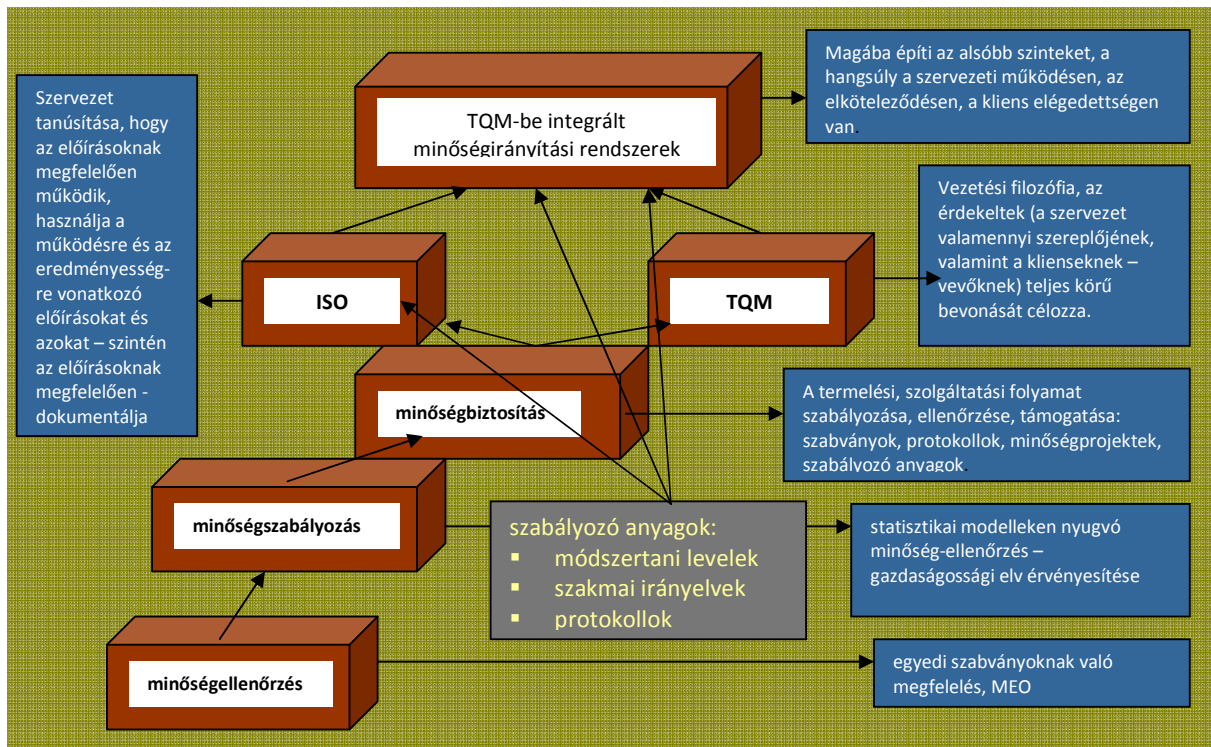 Magába építi az alsóbb szinteket, a
hangsúly a szervezeti működésen, az
elköteleződésen, a kliens elégedettségen
van.
TQM-be integrált
minőségirányítási rendszerek
Szervezet
tanúsítása, hogy
az előírásoknak
megfelelően
működik,
használja a
működésre és az
eredményesség-
re vonatkozó
előírásokat és
azokat – szintén
az előírásoknak
megfelelően -
dokumentálja
Vezetési filozófia, az
érdekeltek (a szervezet
valamennyi szereplőjének,
valamint a klienseknek –
vevőknek) teljes körű
bevonását célozza.
ISO
TQM
minőségbiztosítás
A termelési, szolgáltatási folyamat
szabályozása, ellenőrzése, támogatása:
szabványok, protokollok, minőségprojektek,
szabályozó anyagok.
minőségszabályozás
szabályozó anyagok:
▪ módszertani levelek
▪ szakmai irányelvek
▪ protokollok
statisztikai modelleken nyugvó
minőség-ellenőrzés –
gazdaságossági elv érvényesítése
minőségellenőrzés
egyedi szabványoknak való
megfelelés, MEO